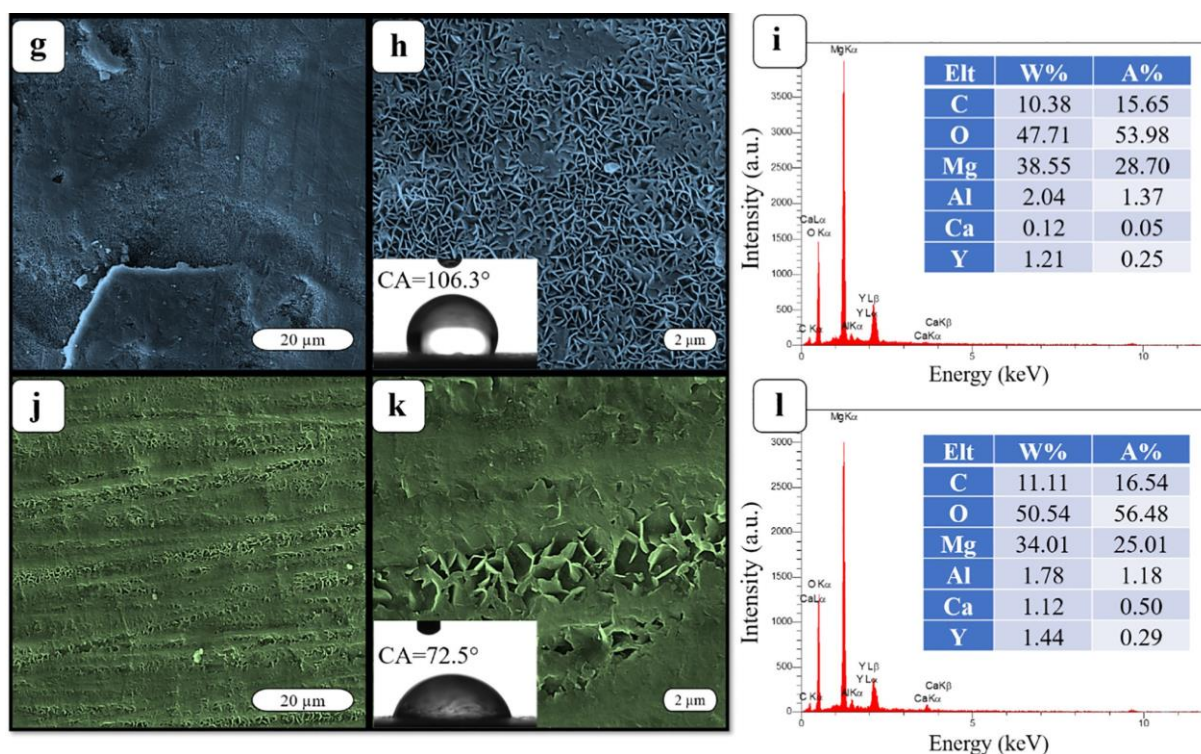 g
20 µm
h
CA=106.3°
2 µm
i
MgKα
3500
3000
2500
2000
1500
1000
500
0
CaLα
O Kα
C Kα
AlKα
Y Lβ
Y Lα
CaKβ
CaKα
0
5
10
Intensity (a.u.)
Energy (keV)
Elt W% A%
C 10.38 15.65
O 47.71 53.98
Mg 38.55 28.70
Al 2.04 1.37
Ca 0.12 0.05
Y 1.21 0.25
j
20 µm
k
CA=72.5°
2 µm
l
MgKα
3000
2500
2000
1500
1000
500
0
O Kα
CaLα
C Kα
AlKα
Y Lβ
Y Lα
CaKβ
CaKα
0
5
10
Intensity (a.u.)
Energy (keV)
Elt W% A%
C 11.11 16.54
O 50.54 56.48
Mg 34.01 25.01
Al 1.78 1.18
Ca 1.12 0.50
Y 1.44 0.29